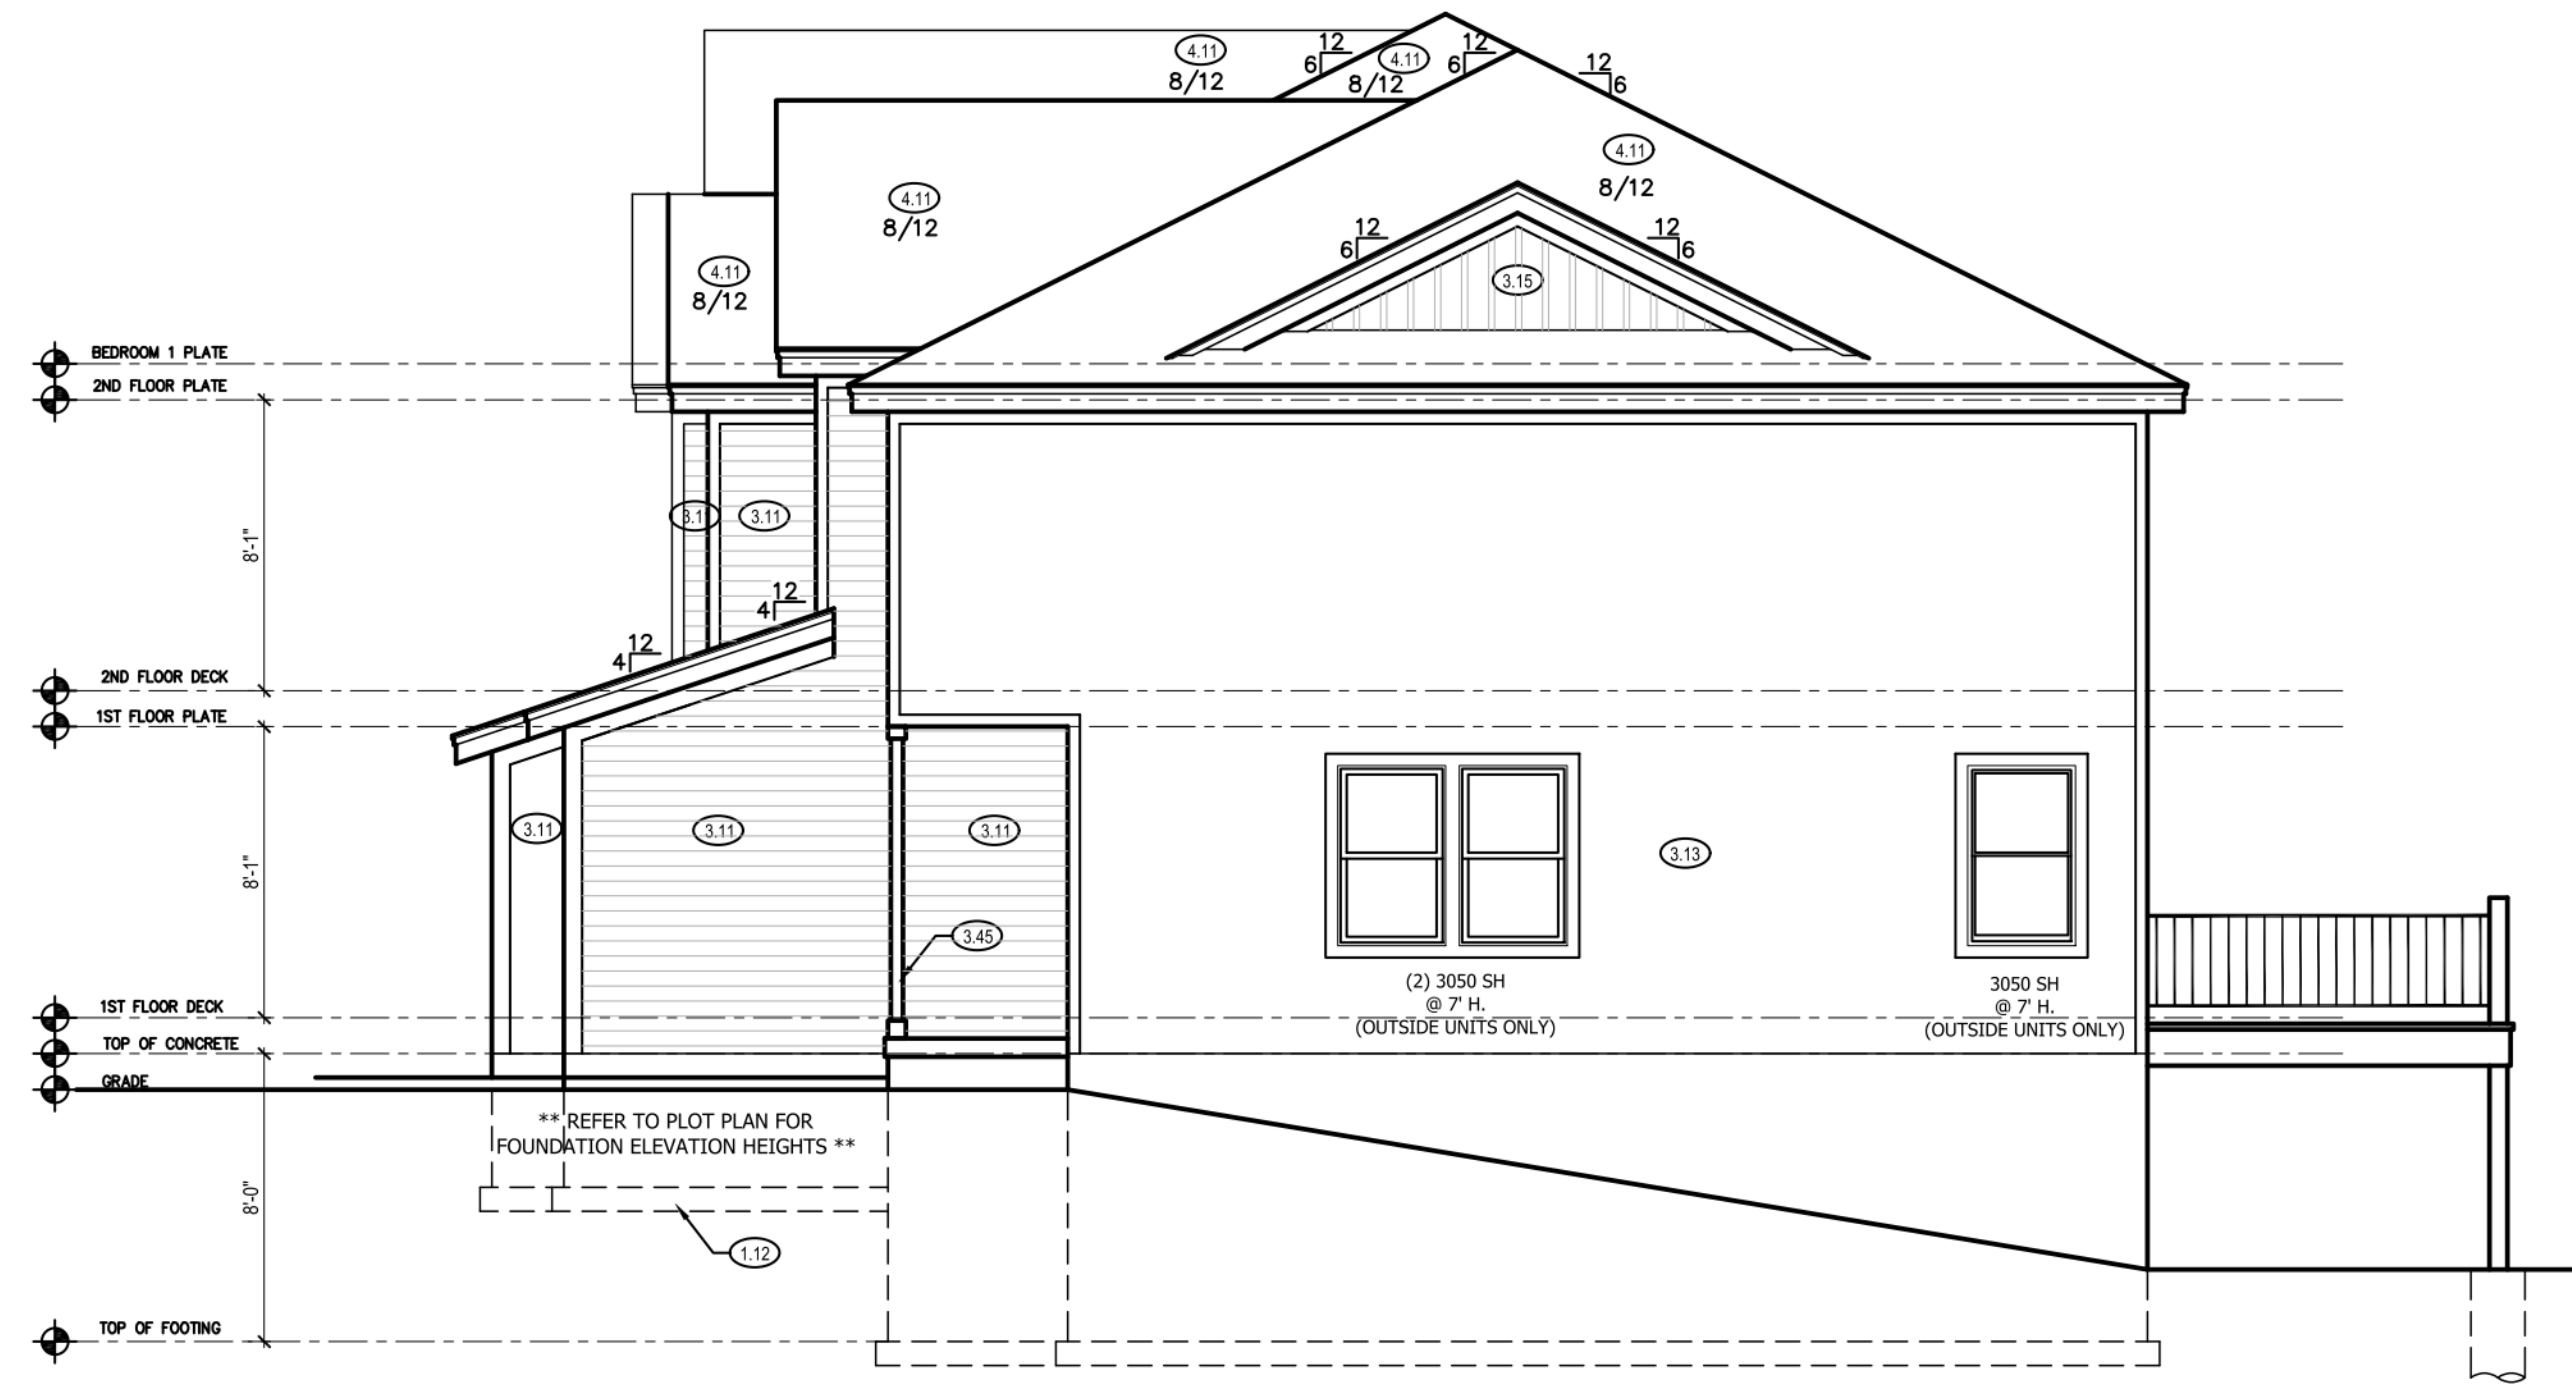 4.11
8/12
12
6
4.11
8/12
12
6
12
6
4.11
8/12
4.11
8/12
4.11
8/12
12
6
12
6
3.15
BEDROOM 1 PLATE
2ND FLOOR PLATE
8'-1"
3.11
3.11
12
4
12
4
2ND FLOOR DECK
1ST FLOOR PLATE
8'-1"
3.11
3.11
3.11
3.13
3.45
(2) 3050 SH
@ 7' H.
(OUTSIDE UNITS ONLY)
3050 SH
@ 7' H.
(OUTSIDE UNITS ONLY)
1ST FLOOR DECK
TOP OF CONCRETE
GRADE
** REFER TO PLOT PLAN FOR
FOUNDATION ELEVATION HEIGHTS **
8'-0"
1.12
TOP OF FOOTING